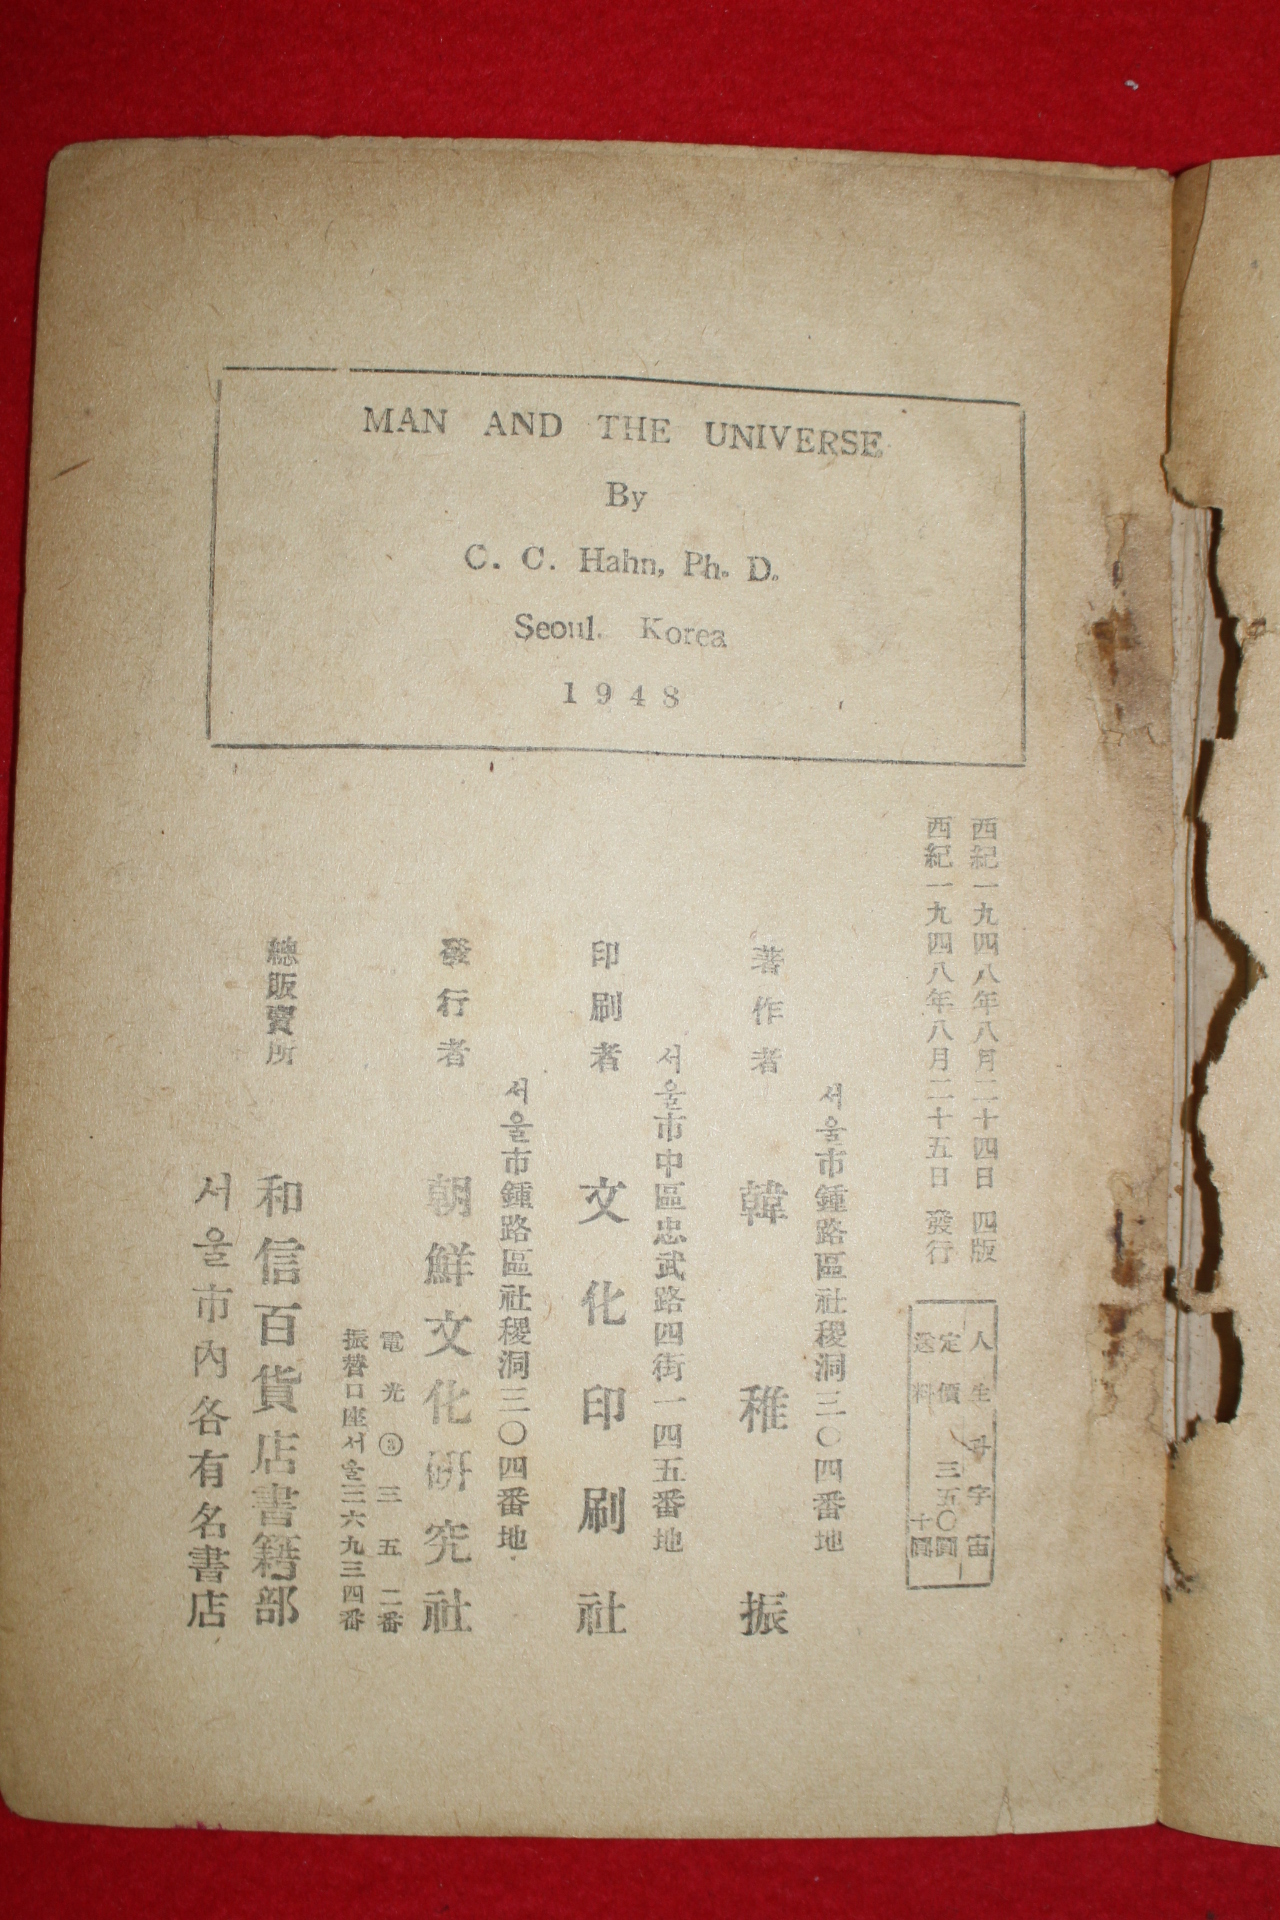 MAN AND THE UNIVERSE
By
C. C. Hahn, Ph. D.
Seoul. Korea
1948
西紀一九四八年八月二十四日 四版
西紀一九四八年八月二十五日 發行
人生과宇宙
定價 三五〇圓
送料 十圓
서울市鍾路區社稷洞三〇四番地
著作者 韓稚振
서울市中區忠武路四街一四五番地
印刷者 文化印刷社
서울市鍾路區社稷洞三〇四番地
發行者 朝鮮文化硏究社
電光③三五二番
振替口座서울三六九三四番
總販賣所 和信百貨店書籍部
서울市內各有名書店